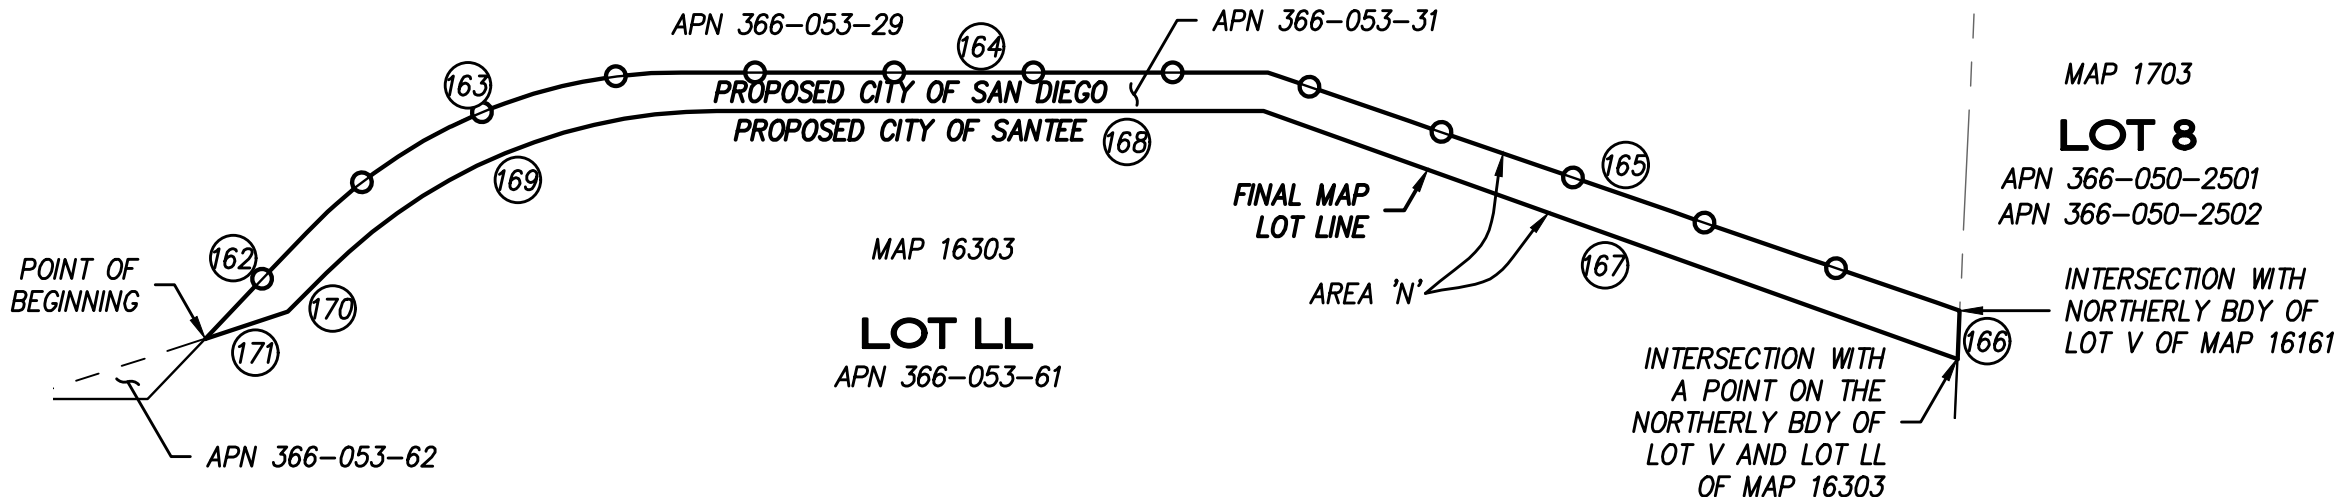 APN 366-053-29
164
APN 366-053-31
163
PROPOSED CITY OF SAN DIEGO
PROPOSED CITY OF SANTEE
168
169
165
MAP 1703
LOT 8
APN 366-050-2501
APN 366-050-2502
FINAL MAP
LOT LINE
162
POINT OF
BEGINNING
MAP 16303
167
AREA 'N'
170
171
LOT LL
APN 366-053-61
INTERSECTION WITH
NORTHERLY BDY OF
LOT V OF MAP 16161
166
INTERSECTION WITH
A POINT ON THE
NORTHERLY BDY OF
LOT V AND LOT LL
OF MAP 16303
APN 366-053-62